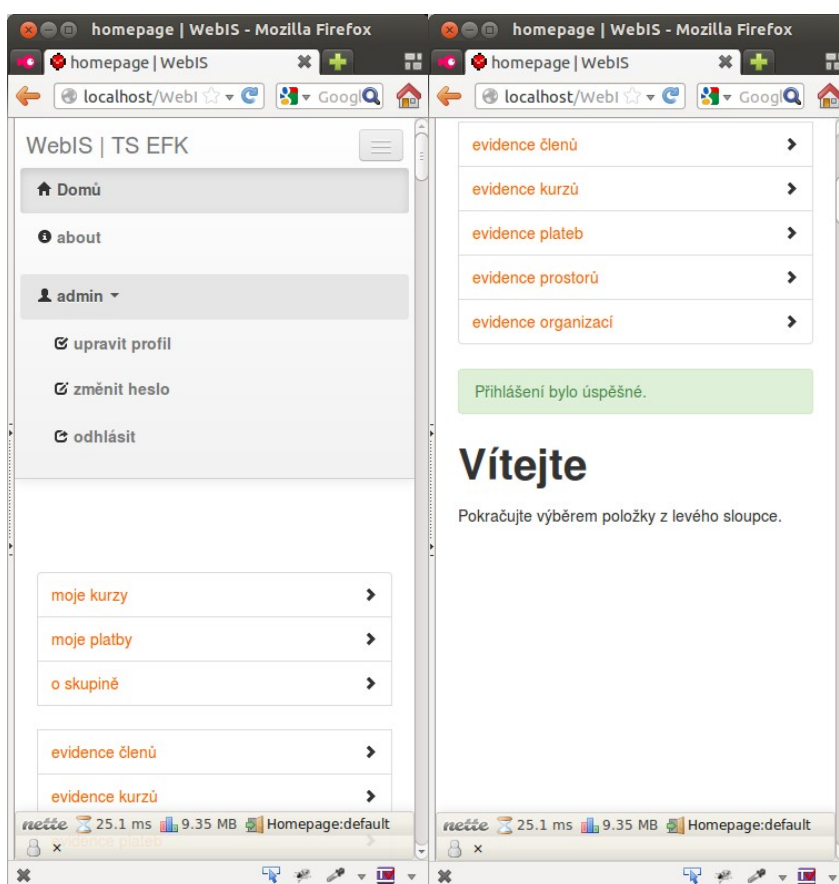 homepage | WebIS - Mozilla Firefox
homepage | WebIS
localhost/WebI
Googl
WebIS | TS EFK
Domů
about
admin
upravit profil
změnit heslo
odhlásit
moje kurzy
moje platby
o skupině
evidence členů
evidence kurzů
evidence plateb
nette 25.1 ms 9.35 MB Homepage:default
homepage | WebIS - Mozilla Firefox
homepage | WebIS
localhost/WebI
Googl
evidence členů
evidence kurzů
evidence plateb
evidence prostorů
evidence organizací
Přihlášení bylo úspěšné.
Vítejte
Pokračujte výběrem položky z levého sloupce.
nette 25.1 ms 9.35 MB Homepage:default